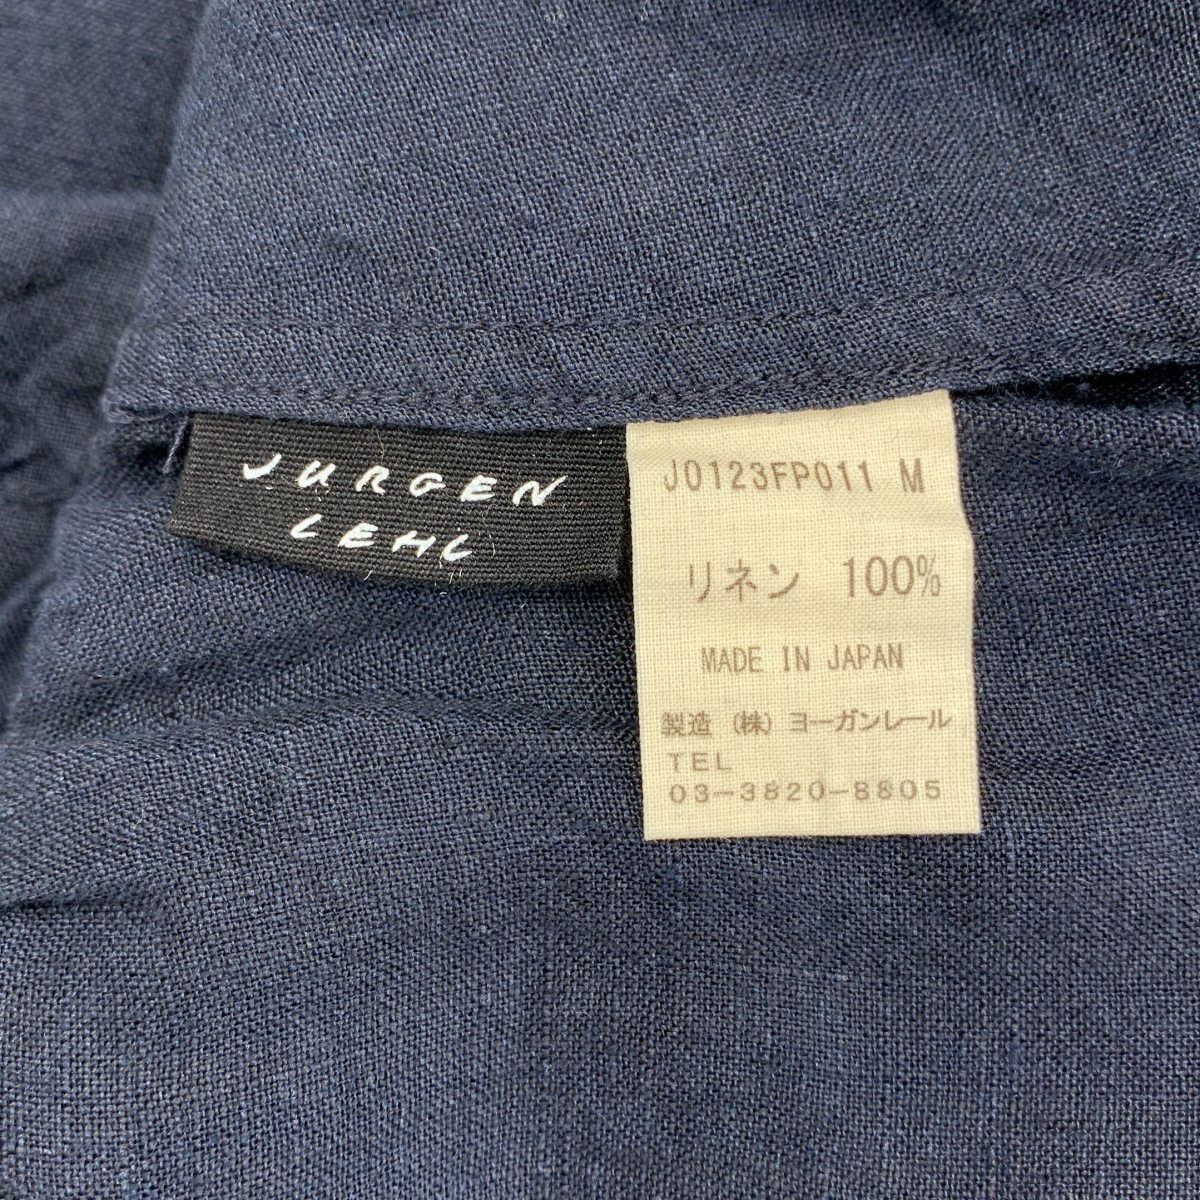 JURGEN
LEHL
J0123FP011 M
リネン 100%
MADE IN JAPAN
製造 (株) ヨーガンレール
TEL
03-3820-8805